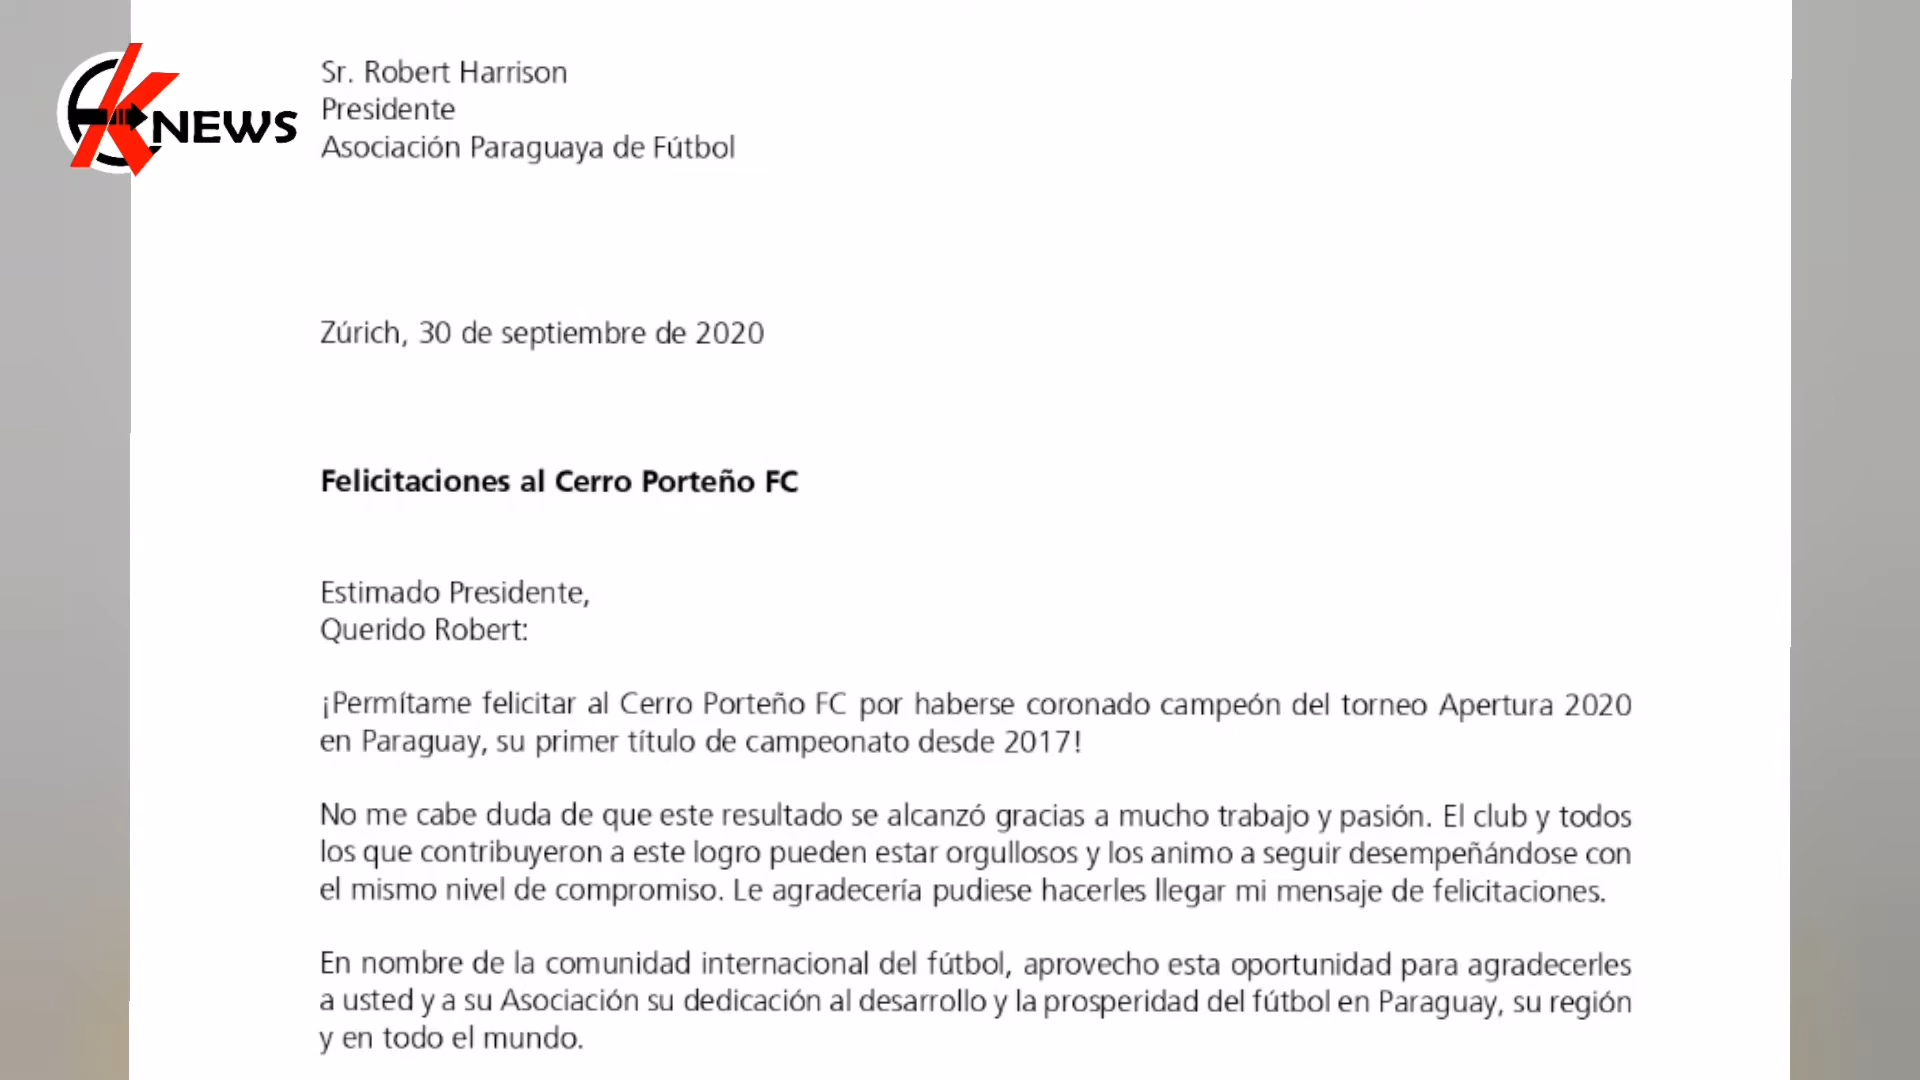 K NEWS
Sr. Robert Harrison
Presidente
Asociación Paraguaya de Fútbol
Zúrich, 30 de septiembre de 2020
Felicitaciones al Cerro Porteño FC
Estimado Presidente,
Querido Robert:
¡Permítame felicitar al Cerro Porteño FC por haberse coronado campeón del torneo Apertura 2020
en Paraguay, su primer título de campeonato desde 2017!
No me cabe duda de que este resultado se alcanzó gracias a mucho trabajo y pasión. El club y todos
los que contribuyeron a este logro pueden estar orgullosos y los animo a seguir desempeñándose con
el mismo nivel de compromiso. Le agradecería pudiese hacerles llegar mi mensaje de felicitaciones.
En nombre de la comunidad internacional del fútbol, aprovecho esta oportunidad para agradecerles
a usted y a su Asociación su dedicación al desarrollo y la prosperidad del fútbol en Paraguay, su región
y en todo el mundo.